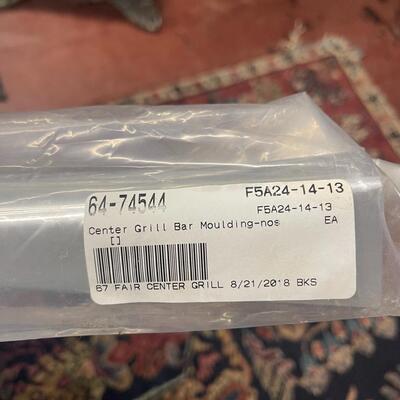 64-74544 F5A24-14-13
F5A24-14-13
Center Grill Bar Moulding-nos EA
[]
67 FAIR CENTER GRILL 8/21/2018 BKS